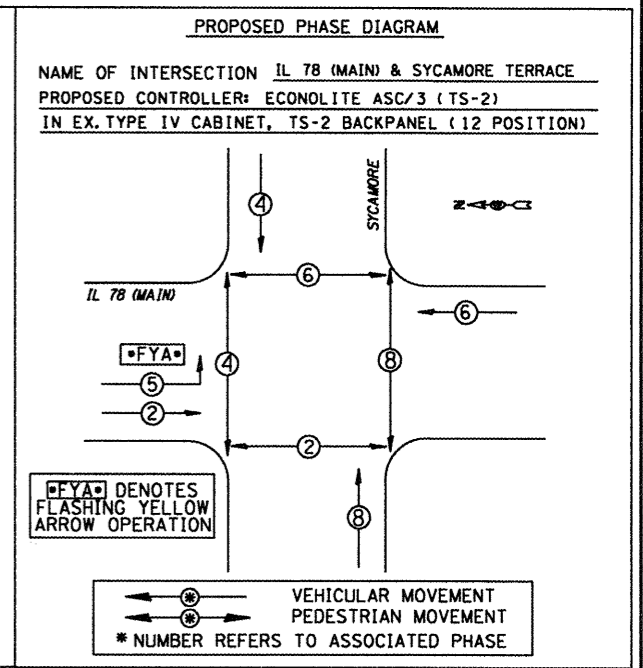 PROPOSED PHASE DIAGRAM
NAME OF INTERSECTION IL 78 (MAIN) & SYCAMORE TERRACE
PROPOSED CONTROLLER: ECONOLITE ASC/3 (TS-2)
IN EX. TYPE IV CABINET, TS-2 BACKPANEL (12 POSITION)
4
SYCAMORE
N
6
IL 78 (MAIN)
6
•FYA•
4
8
5
2
2
8
•FYA• DENOTES
FLASHING YELLOW
ARROW OPERATION
* VEHICULAR MOVEMENT
* PEDESTRIAN MOVEMENT
* NUMBER REFERS TO ASSOCIATED PHASE